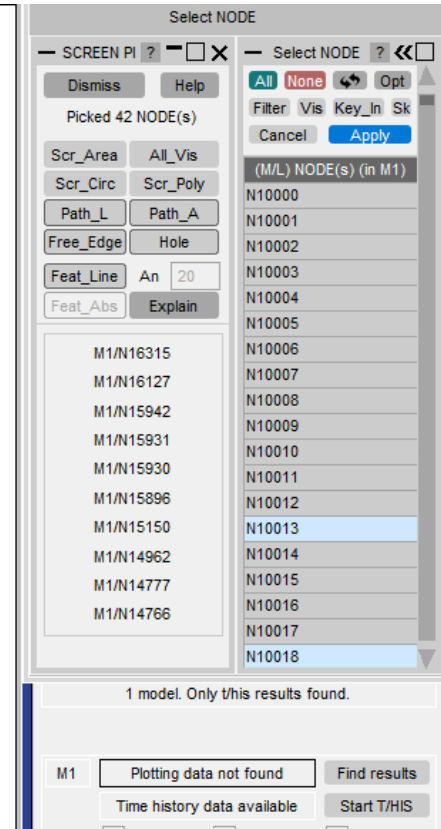 Select NODE
SCREEN PI ?
Dismiss Help
Picked 42 NODE(s)
Scr_Area All_Vis
Scr_Circ Scr_Poly
Path_L Path_A
Free_Edge Hole
Feat_Line An 20
Feat_Abs Explain
M1/N16315
M1/N16127
M1/N15942
M1/N15931
M1/N15930
M1/N15896
M1/N15150
M1/N14962
M1/N14777
M1/N14766
Select NODE ?
All None Opt
Filter Vis Key_In Sk
Cancel Apply
(M/L) NODE(s) (in M1)
N10000
N10001
N10002
N10003
N10004
N10005
N10006
N10007
N10008
N10009
N10010
N10011
N10012
N10013
N10014
N10015
N10016
N10017
N10018
1 model. Only t/his results found.
M1 Plotting data not found Find results
Time history data available Start T/HIS